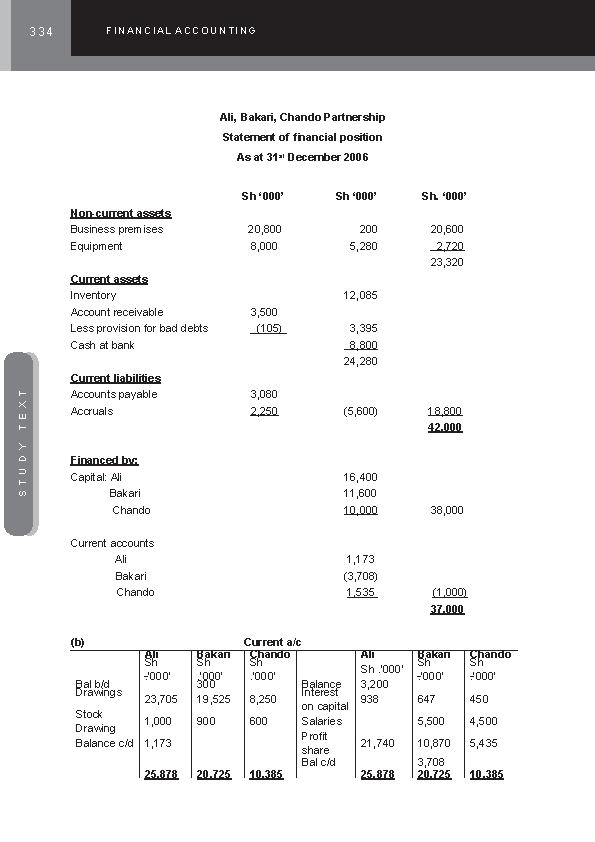 334
FINANCIAL ACCOUNTING
Ali, Bakari, Chando Partnership
Statement of financial position
As at 31st December 2006
Sh ‘000’ Sh ‘000’ Sh. ‘000’
Non-current assets
Business premises 20,800 200 20,600
Equipment 8,000 5,280 2,720
23,320
Current assets
Inventory 12,085
Account receivable 3,500
Less provision for bad debts (105) 3,395
Cash at bank 8,800
24,280
Current liabilities
Accounts payable 3,080
Accruals 2,250 (5,600) 18,800
42,000
Financed by:
Capital: Ali 16,400
Bakari 11,600
Chando 10,000 38,000
Current accounts
Ali 1,173
Bakari (3,708)
Chando 1,535 (1,000)
37,000
STUDY TEXT
(b) Current a/c
Ali Bakari Chando Ali Bakari Chando
Sh Sh Sh Sh .’000’ Sh Sh
-‘000’ .’000’ .’000’ -‘000’ -‘000’
Bal b/d 300 Balance 3,200
Drawings 23,705 19,525 8,250 Interest on capital 938 647 450
Stock Drawing 1,000 900 600 Salaries 5,500 4,500
Balance c/d 1,173 Profit share 21,740 10,870 5,435
Bal c/d 3,708
25,878 20,725 10,385 25,878 20,725 10,385